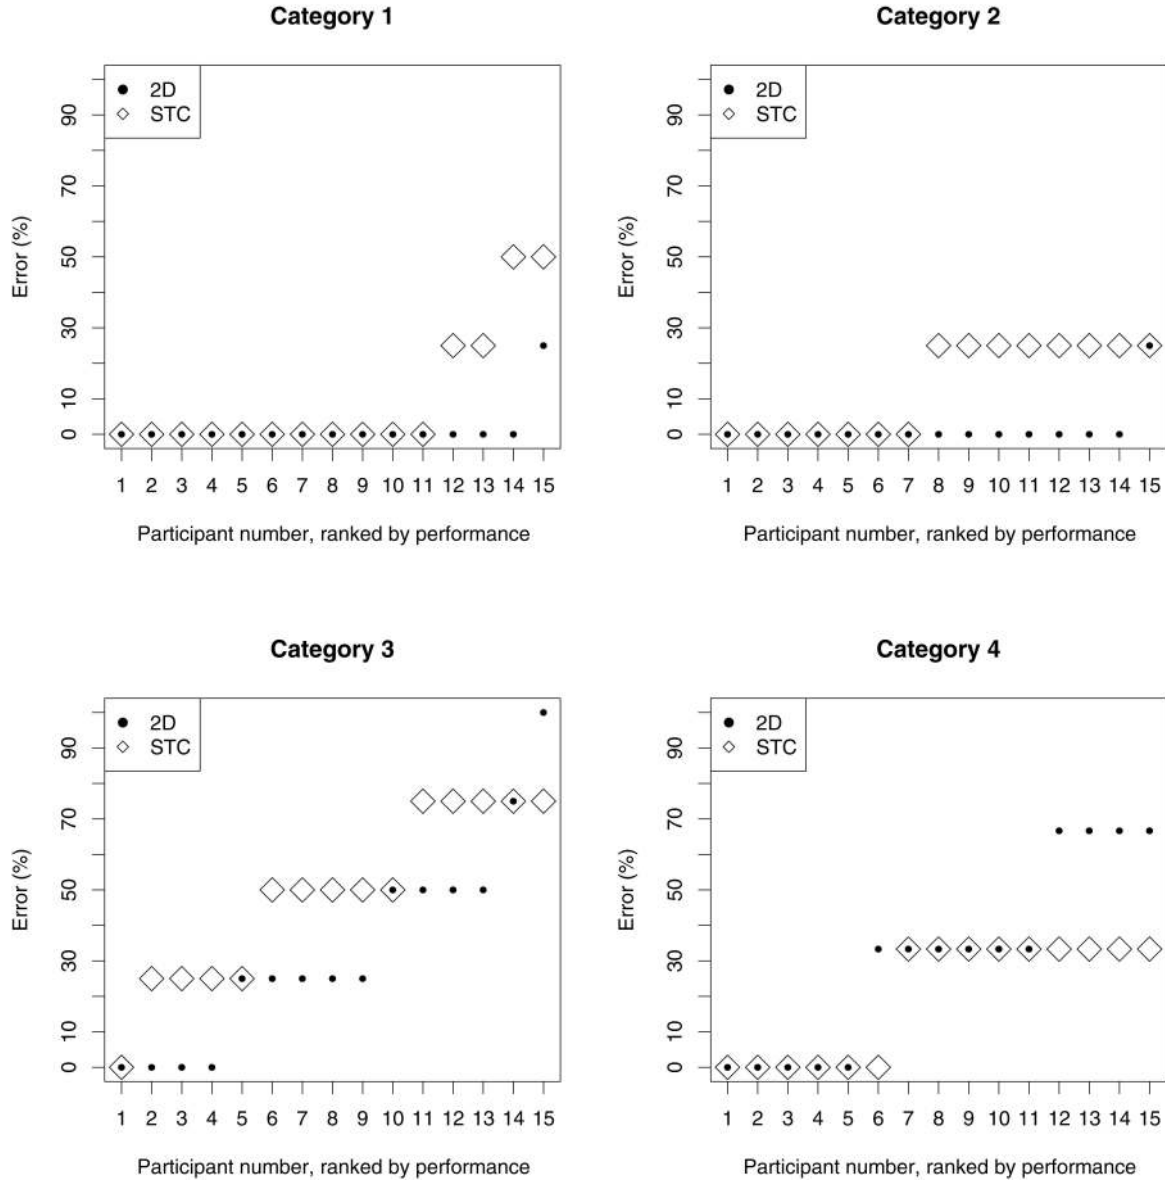 Category 1
2D
STC
Error (%)
90
70
50
30
10
0
1 2 3 4 5 6 7 8 9 10 11 12 13 14 15
Participant number, ranked by performance
Category 2
2D
STC
Error (%)
90
70
50
30
10
0
1 2 3 4 5 6 7 8 9 10 11 12 13 14 15
Participant number, ranked by performance
Category 3
2D
STC
Error (%)
90
70
50
30
10
0
1 2 3 4 5 6 7 8 9 10 11 12 13 14 15
Participant number, ranked by performance
Category 4
2D
STC
Error (%)
90
70
50
30
10
0
1 2 3 4 5 6 7 8 9 10 11 12 13 14 15
Participant number, ranked by performance